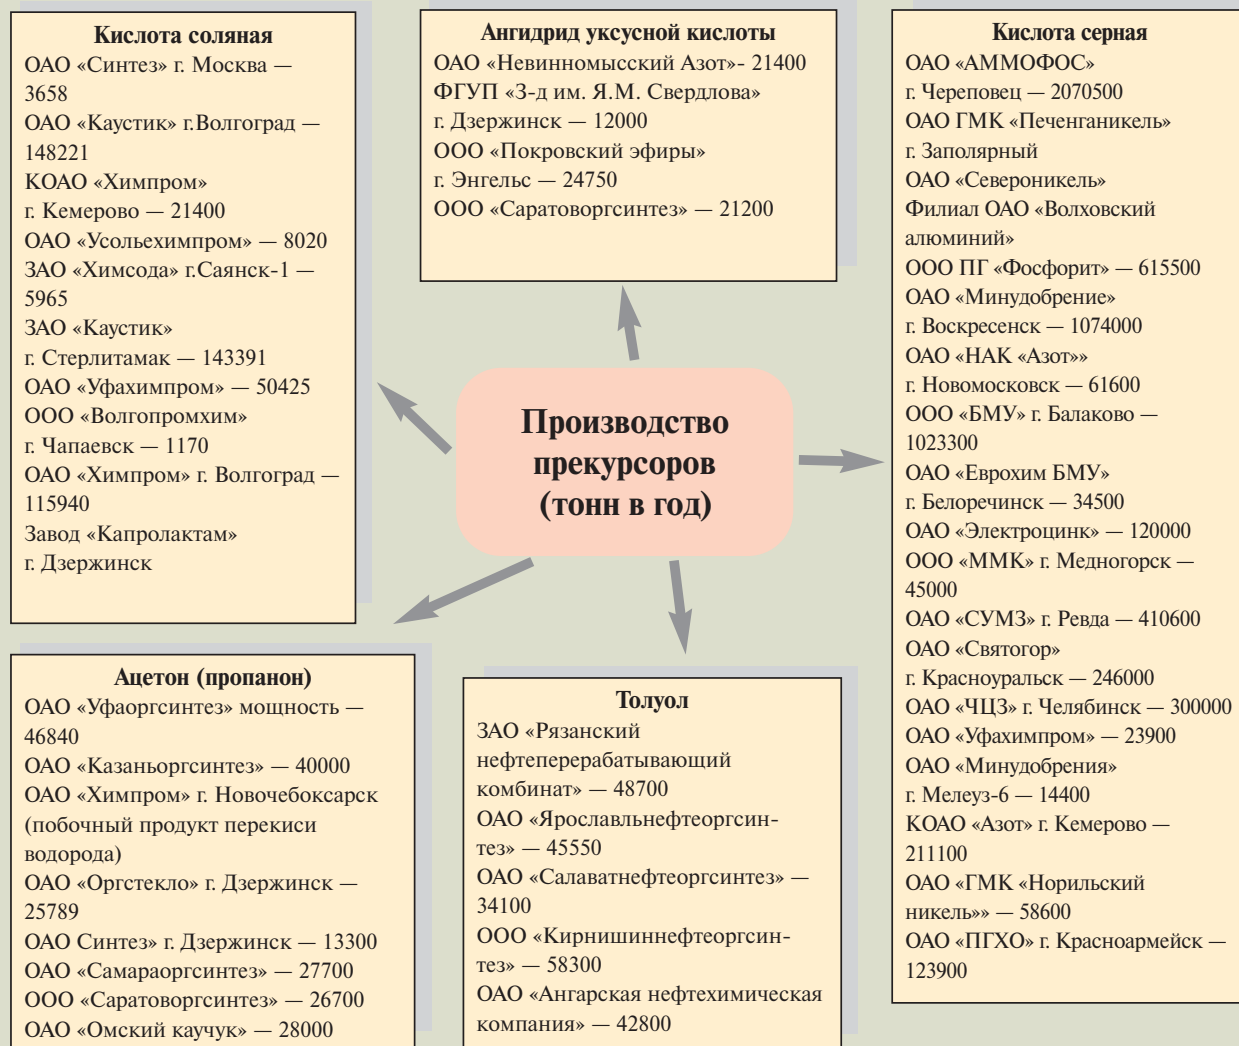 Кислота соляная
ОАО «Синтез» г. Москва —
3658
ОАО «Каустик» г.Волгоград —
148221
КОАО «Химпром»
г. Кемерово — 21400
ОАО «Усольехимпром» — 8020
ЗАО «Химсода» г.Саянск-1 —
5965
ЗАО «Каустик»
г. Стерлитамак — 143391
ОАО «Уфахимпром» — 50425
ООО «Волгопромхим»
г. Чапаевск — 1170
ОАО «Химпром» г. Волгоград —
115940
Завод «Капролактам»
г. Дзержинск
Ангидрид уксусной кислоты
ОАО «Невинномысский Азот»- 21400
ФГУП «З-д им. Я.М. Свердлова»
г. Дзержинск — 12000
ООО «Покровский эфиры»
г. Энгельс — 24750
ООО «Саратоворгсинтез» — 21200
Кислота серная
ОАО «АММОФОС»
г. Череповец — 2070500
ОАО ГМК «Печенганикель»
г. Заполярный
ОАО «Североникель»
Филиал ОАО «Волховский
алюминий»
ООО ПГ «Фосфорит» — 615500
ОАО «Минудобрение»
г. Воскресенск — 1074000
ОАО «НАК «Азот»»
г. Новомосковск — 61600
ООО «БМУ» г. Балаково —
1023300
ОАО «Еврохим БМУ»
г. Белоречинск — 34500
ОАО «Электроцинк» — 120000
ООО «ММК» г. Медногорск —
45000
ОАО «СУМЗ» г. Ревда — 410600
ОАО «Святогор»
г. Красноуральск — 246000
ОАО «ЧЦЗ» г. Челябинск — 300000
ОАО «Уфахимпром» — 23900
ОАО «Минудобрения»
г. Мелеуз-6 — 14400
КОАО «Азот» г. Кемерово —
211100
ОАО «ГМК «Норильский
никель»» — 58600
ОАО «ПГХО» г. Красноармейск —
123900
Производство
прекурсоров
(тонн в год)
Ацетон (пропанон)
ОАО «Уфаоргсинтез» мощность —
46840
ОАО «Казаньоргсинтез» — 40000
ОАО «Химпром» г. Новочебоксарск
(побочный продукт перекиси
водорода)
ОАО «Оргстекло» г. Дзержинск —
25789
ОАО Синтез» г. Дзержинск — 13300
ОАО «Самараоргсинтез» — 27700
ООО «Саратоворгсинтез» — 26700
ОАО «Омский каучук» — 28000
Толуол
ЗАО «Рязанский
нефтеперерабатывающий
комбинат» — 48700
ОАО «Ярославльнефтеоргсин-
тез» — 45550
ОАО «Салаватнефтеоргсинтез» —
34100
ООО «Кирнишиннефтеоргсин-
тез» — 58300
ОАО «Ангарская нефтехимическая
компания» — 42800